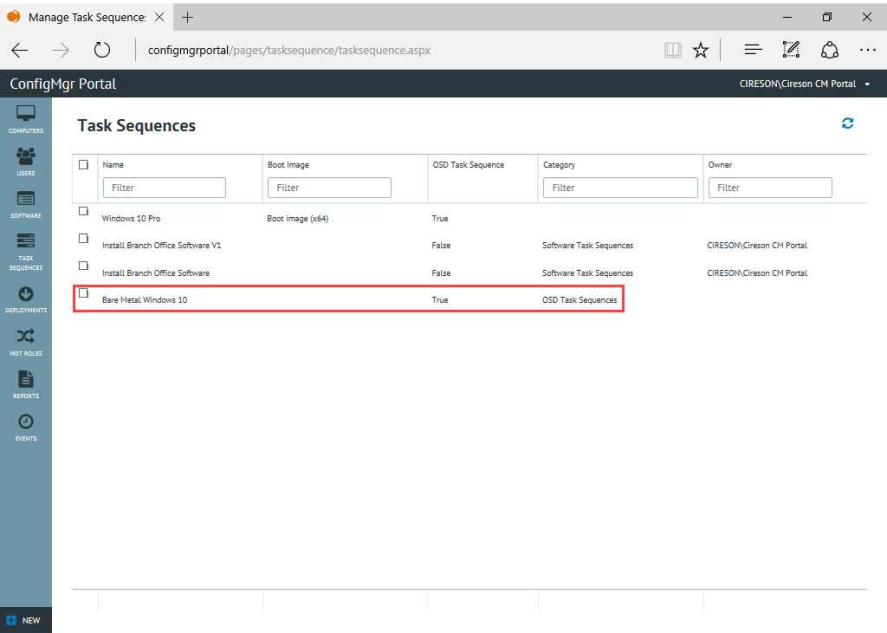 Manage Task Sequence:
configmgrportal/pages/tasksequence/tasksequence.aspx
ConfigMgr Portal
CIRESON\Cireson CM Portal
COMPUTERS
USERS
SOFTWARE
TASK
SEQUENCES
DEPLOYMENTS
MDT ROLES
REPORTS
EVENTS
NEW
Task Sequences
Name Boot Image OSD Task Sequence Category Owner
Filter Filter Filter Filter
Windows 10 Pro Boot image (x64) True
Install Branch Office Software V1 False Software Task Sequences CIRESON\Cireson CM Portal
Install Branch Office Software False Software Task Sequences CIRESON\Cireson CM Portal
Bare Metal Windows 10 True OSD Task Sequences